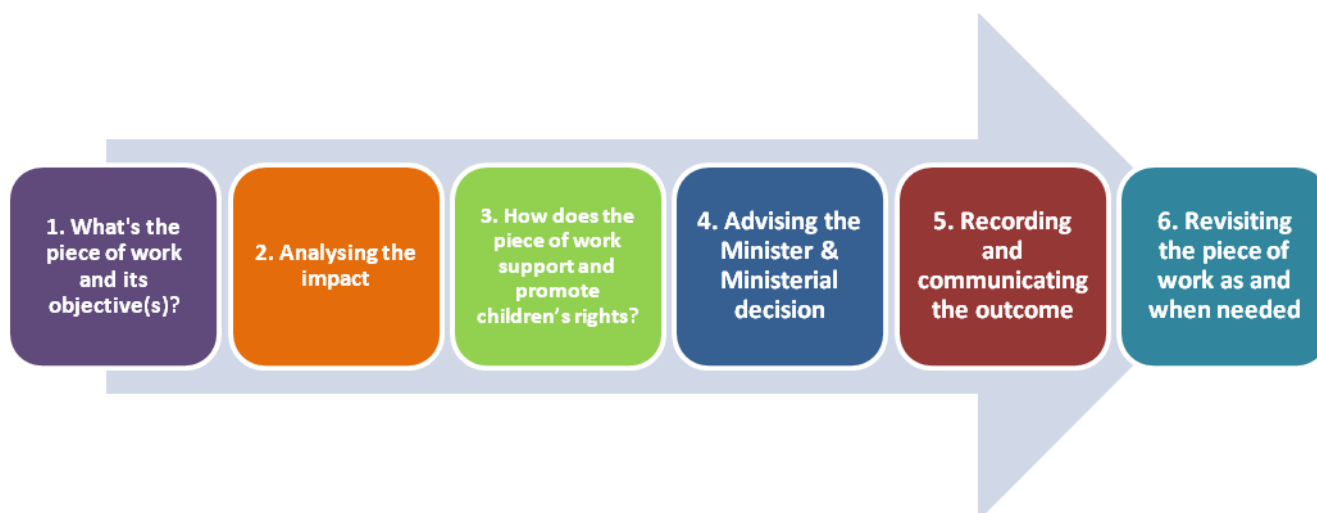 1. What's the
piece of work
and its
objective(s)?
2. Analysing the
impact
3. How does the
piece of work
support and
promote
children’s rights?
4. Advising the
Minister &
Ministerial
decision
5. Recording
and
communicating
the outcome
6. Revisiting
the piece of
work as and
when needed